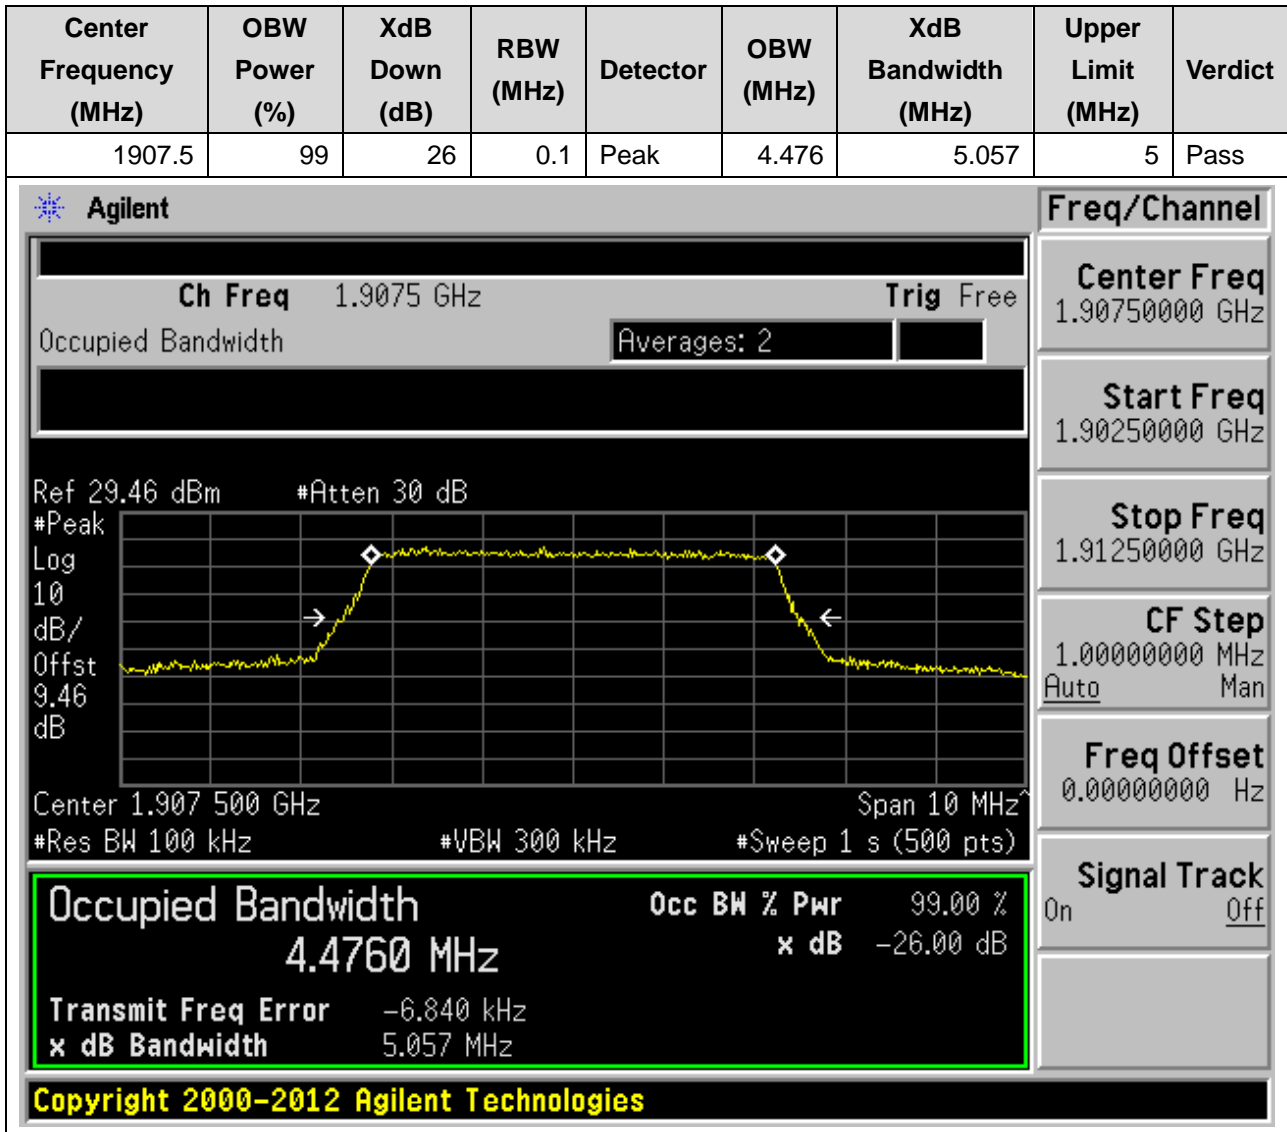 Center Frequency (MHz) OBW Power (%) XdB Down (dB) RBW (MHz) Detector OBW (MHz) XdB Bandwidth (MHz) Upper Limit (MHz) Verdict
1907.5 99 26 0.1 Peak 4.476 5.057 5 Pass
Agilent
Freq/Channel
Ch Freq 1.9075 GHz Trig Free
Occupied Bandwidth Averages: 2
Center Freq
1.90750000 GHz
Start Freq
1.90250000 GHz
Stop Freq
1.91250000 GHz
CF Step
1.00000000 MHz
Auto Man
Freq Offset
0.00000000 Hz
Signal Track
On Off
Ref 29.46 dBm #Atten 30 dB
#Peak
Log
10
dB/
Offst
9.46
dB
Center 1.907 500 GHz Span 10 MHz^
#Res BW 100 kHz #VBW 300 kHz #Sweep 1 s (500 pts)
Occupied Bandwidth Occ BW % Pwr 99.00 %
4.4760 MHz x dB -26.00 dB
Transmit Freq Error -6.840 kHz
x dB Bandwidth 5.057 MHz
Copyright 2000-2012 Agilent Technologies